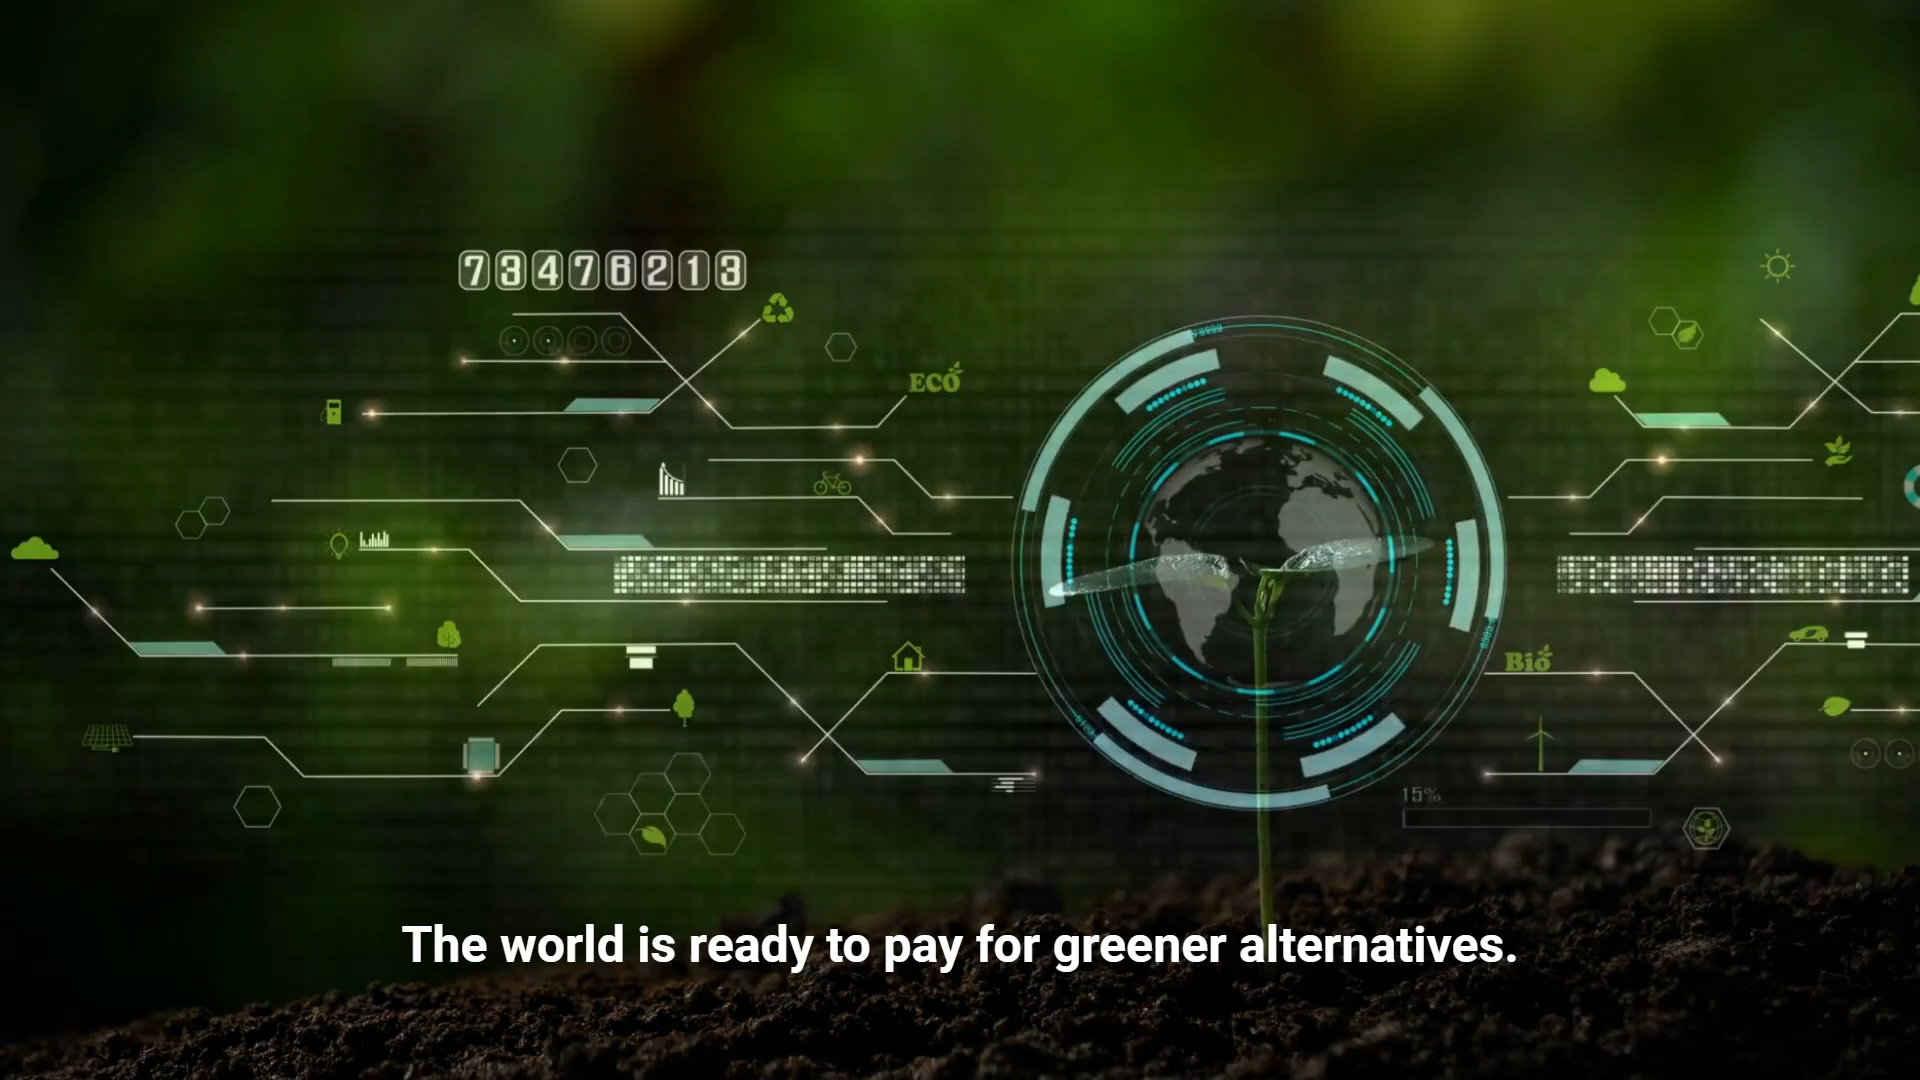 73476213
ECO
Bio
15%
The world is ready to pay for greener alternatives.